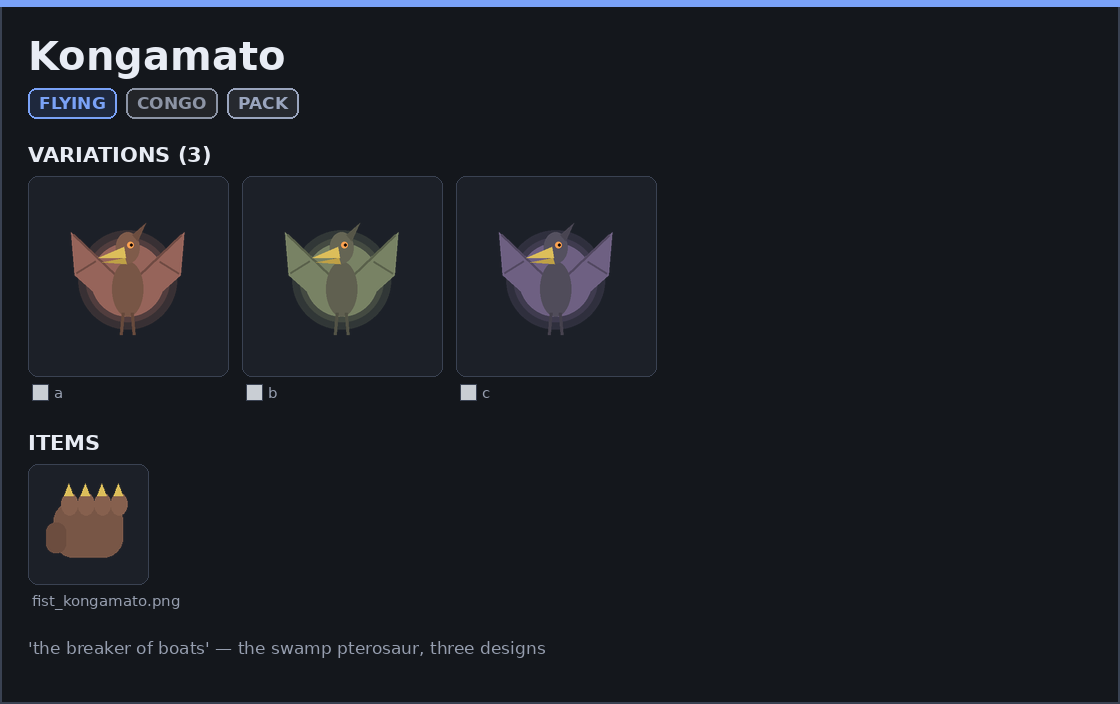 Kongamato
FLYING CONGO PACK
VARIATIONS (3)
a b c
ITEMS
fist_kongamato.png
'the breaker of boats' — the swamp pterosaur, three designs